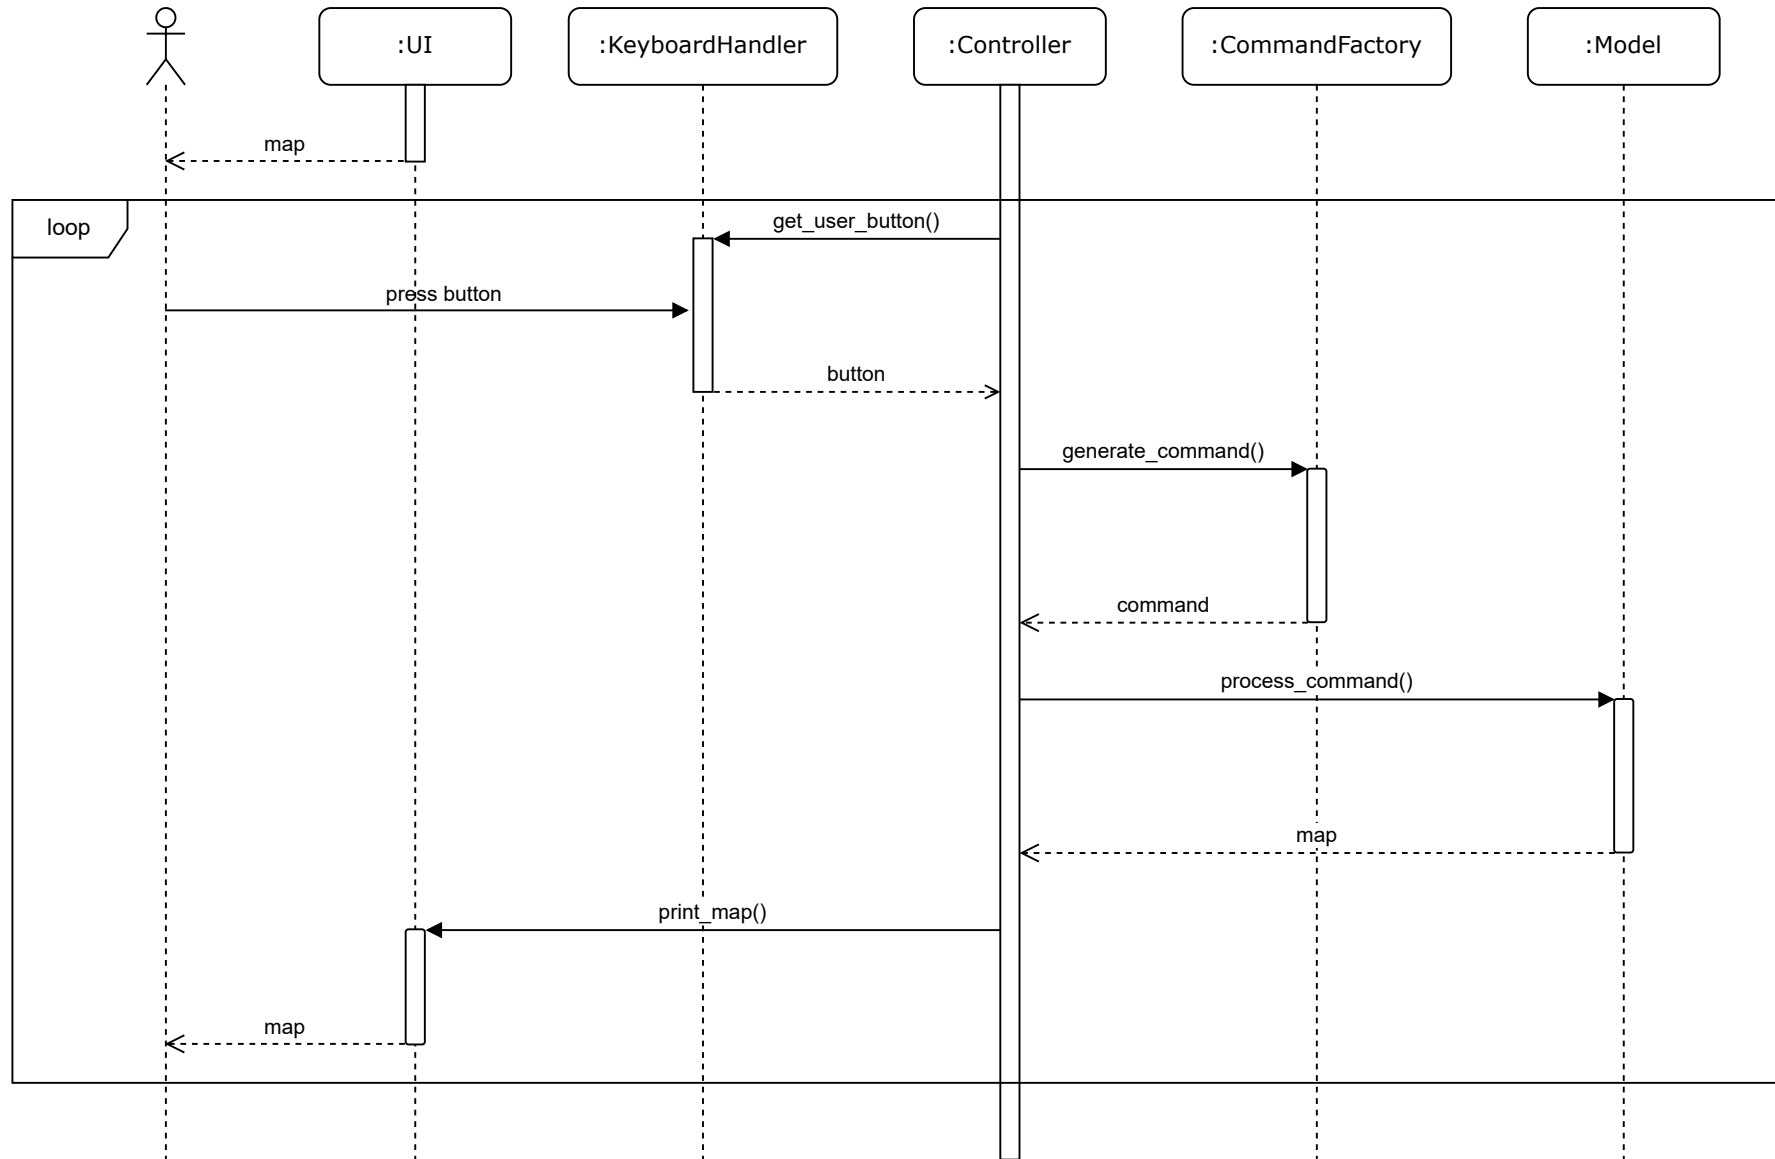 :UI
:KeyboardHandler
:Controller
:CommandFactory
:Model
map
loop
get_user_button()
press button
button
generate_command()
command
process_command()
map
print_map()
map